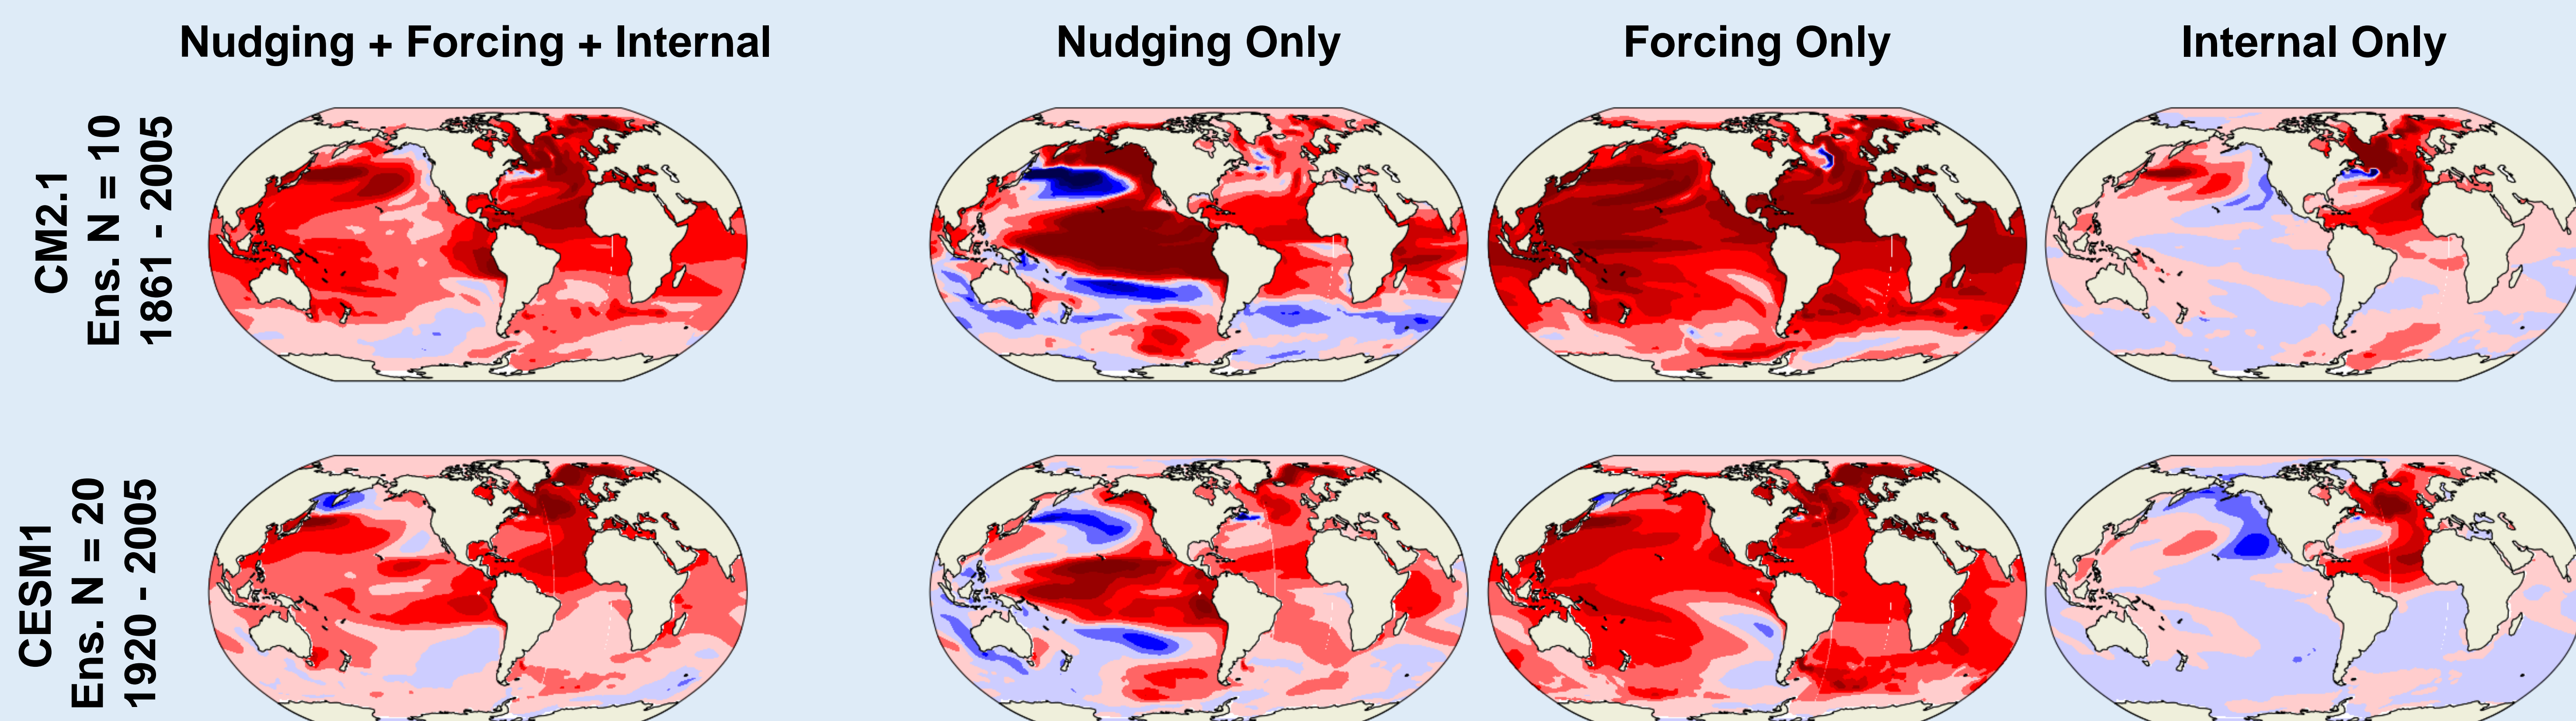 Nudging + Forcing + Internal
Nudging Only
Forcing Only
Internal Only
CM2.1
Ens. N = 10
1861 - 2005
CESM1
Ens. N = 20
1920 - 2005